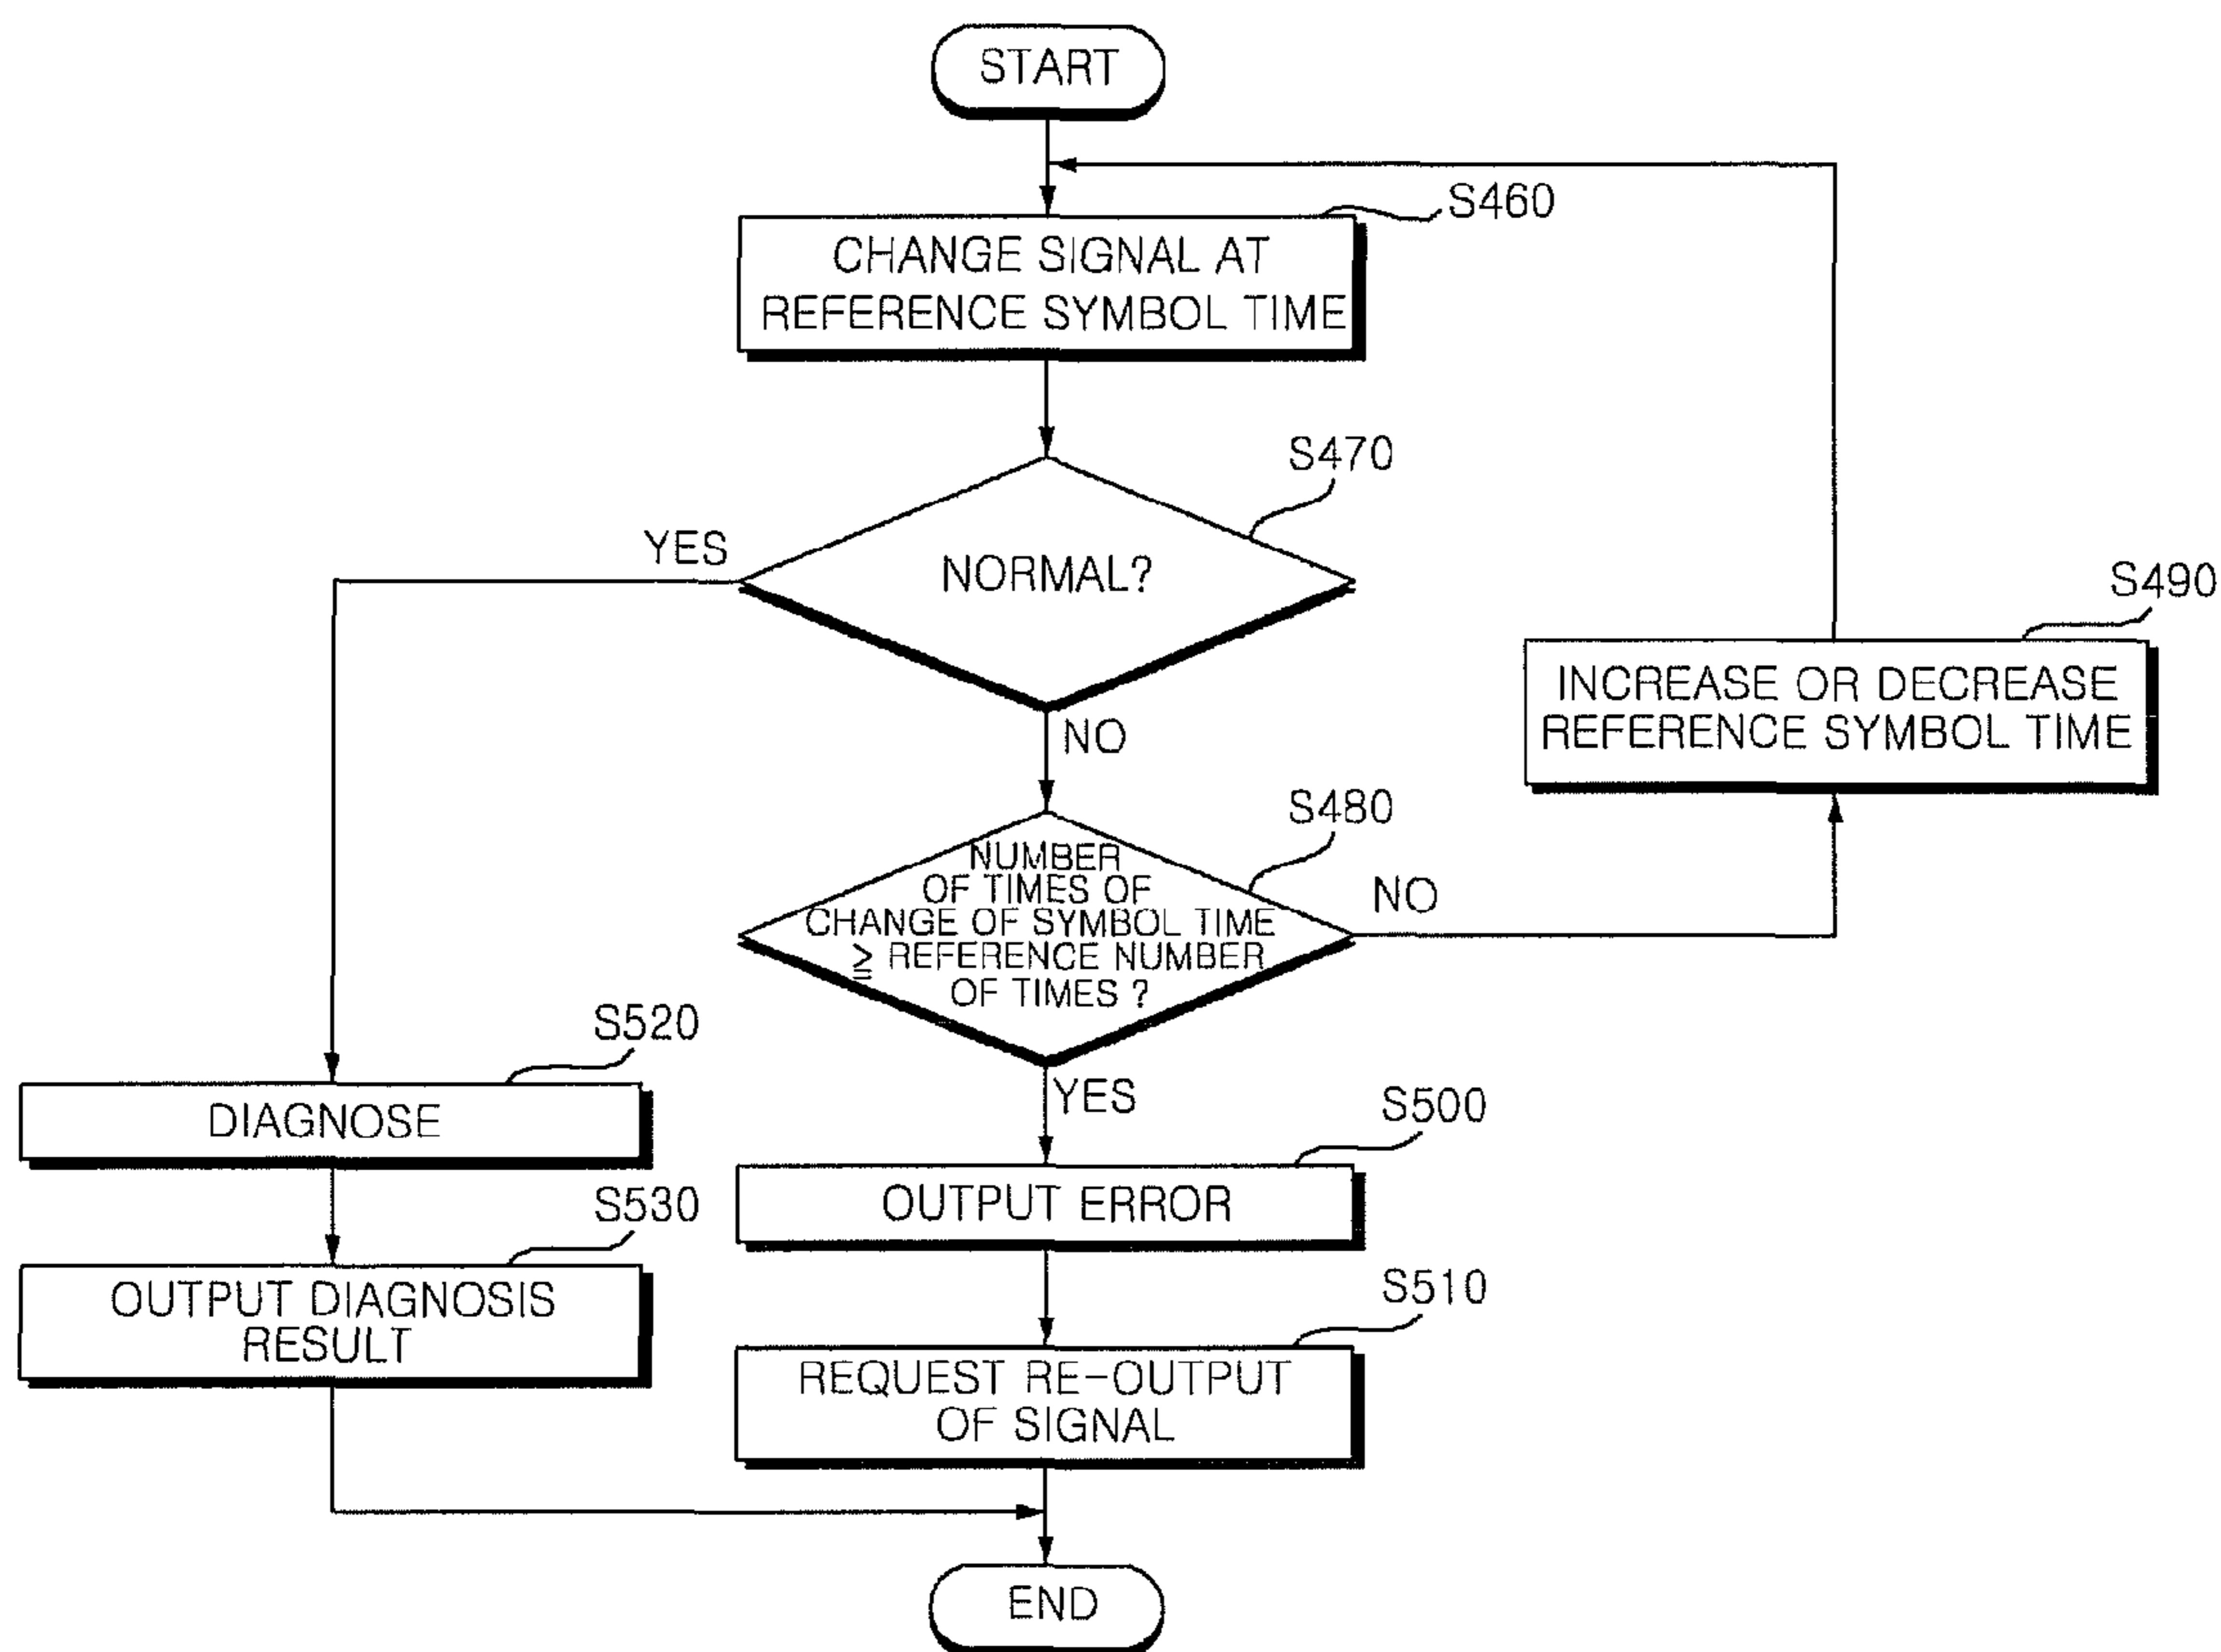 START
S460
CHANGE SIGNAL AT
REFERENCE SYMBOL TIME
S470
YES
NORMAL?
NO
S490
INCREASE OR DECREASE
REFERENCE SYMBOL TIME
S480
NUMBER
OF TIMES OF
CHANGE OF SYMBOL TIME
≧ REFERENCE NUMBER
OF TIMES ?
NO
YES
S520
DIAGNOSE
S500
OUTPUT ERROR
S530
OUTPUT DIAGNOSIS
RESULT
S510
REQUEST RE-OUTPUT
OF SIGNAL
END